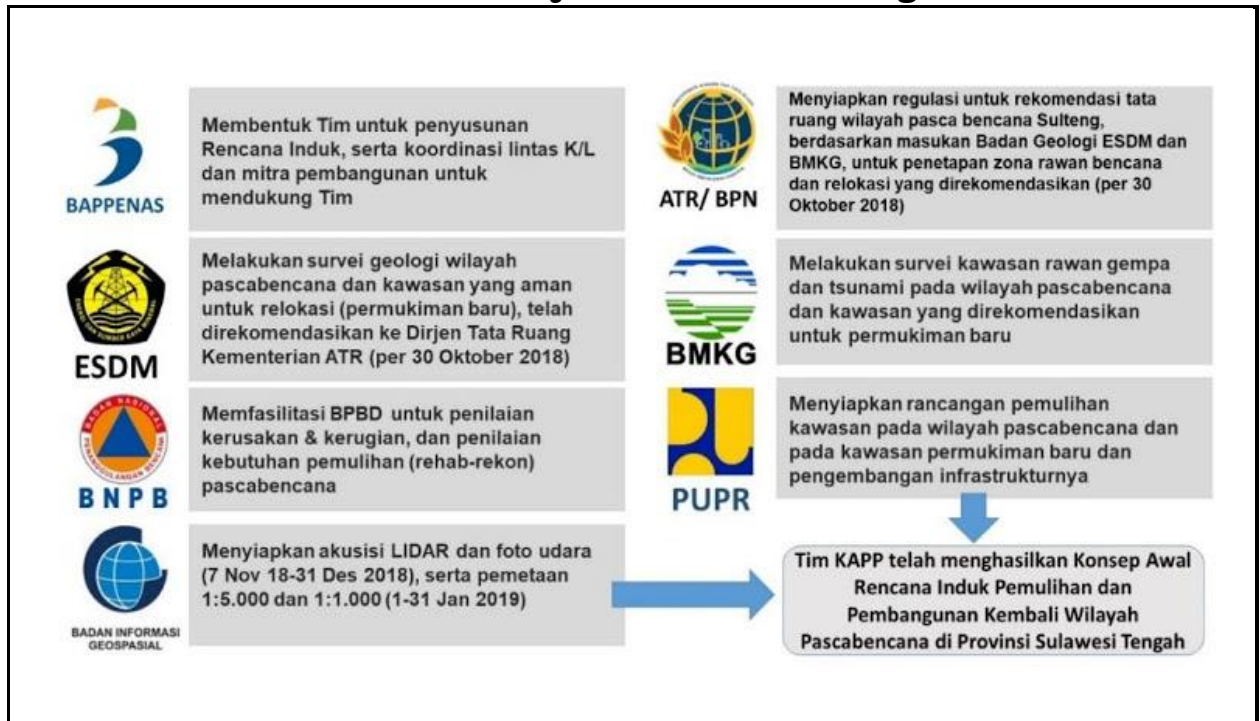 BAPPENAS
Membentuk Tim untuk penyusunan
Rencana Induk, serta koordinasi lintas K/L
dan mitra pembangunan untuk
mendukung Tim
ESDM
Melakukan survei geologi wilayah
pascabencana dan kawasan yang aman
untuk relokasi (permukiman baru), telah
direkomendasikan ke Dirjen Tata Ruang
Kementerian ATR (per 30 Oktober 2018)
BNPB
Memfasilitasi BPBD untuk penilaian
kerusakan & kerugian, dan penilaian
kebutuhan pemulihan (rehab-rekon)
pascabencana
BADAN INFORMASI
GEOSPASIAL
Menyiapkan akusisi LIDAR dan foto udara
(7 Nov 18-31 Des 2018), serta pemetaan
1:5.000 dan 1:1.000 (1-31 Jan 2019)
ATR/ BPN
Menyiapkan regulasi untuk rekomendasi tata
ruang wilayah pasca bencana Sulteng,
berdasarkan masukan Badan Geologi ESDM dan
BMKG, untuk penetapan zona rawan bencana
dan relokasi yang direkomendasikan (per 30
Oktober 2018)
BMKG
Melakukan survei kawasan rawan gempa
dan tsunami pada wilayah pascabencana
dan kawasan yang direkomendasikan
untuk permukiman baru
PUPR
Menyiapkan rancangan pemulihan
kawasan pada wilayah pascabencana dan
pada kawasan permukiman baru dan
pengembangan infrastrukturnya
Tim KAPP telah menghasilkan Konsep Awal
Rencana Induk Pemulihan dan
Pembangunan Kembali Wilayah
Pascabencana di Provinsi Sulawesi Tengah